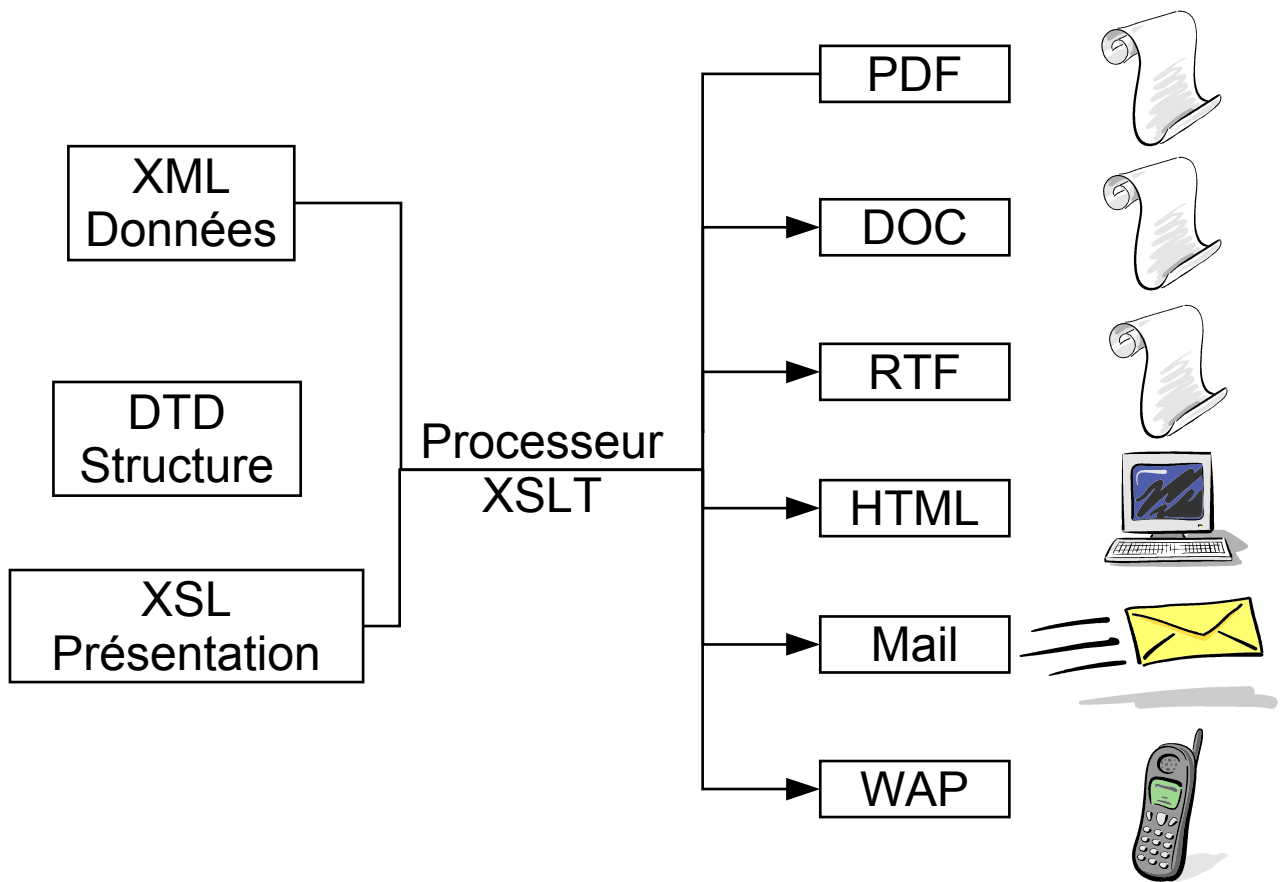 XML
Données
DTD
Structure
XSL
Présentation
Processeur
XSLT
PDF
DOC
RTF
HTML
Mail
WAP